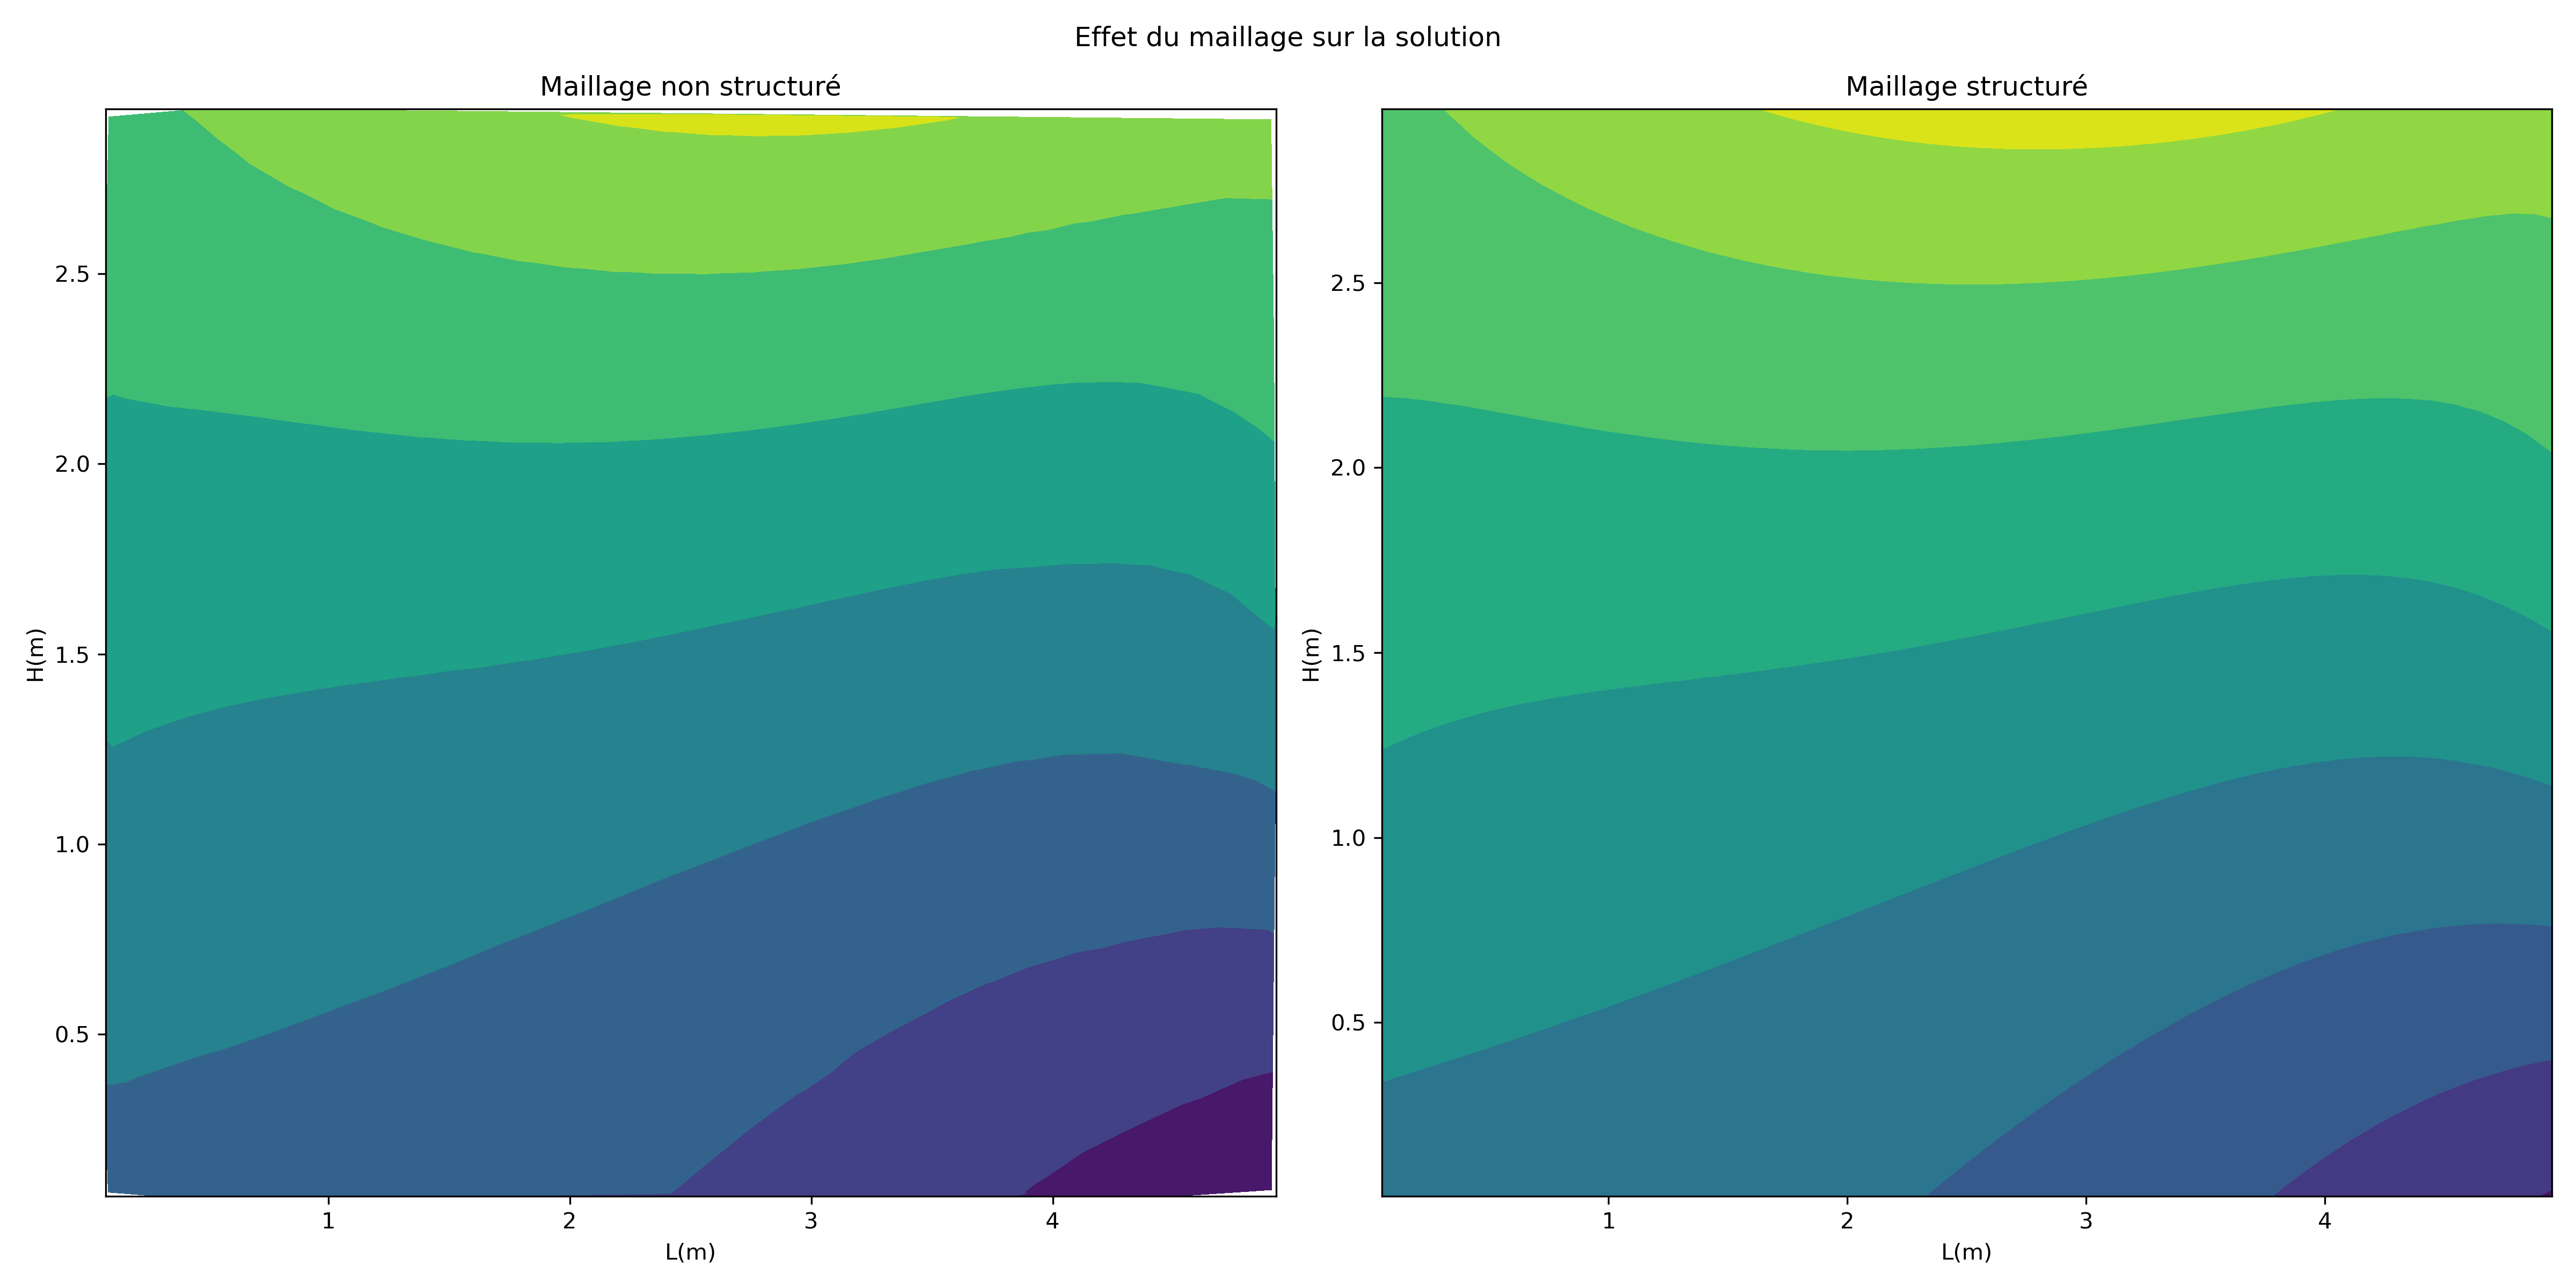 Effet du maillage sur la solution
Maillage non structuré
Maillage structuré
H(m)
2.5
2.0
1.5
1.0
0.5
1 2 3 4
L(m)
H(m)
2.5
2.0
1.5
1.0
0.5
1 2 3 4
L(m)